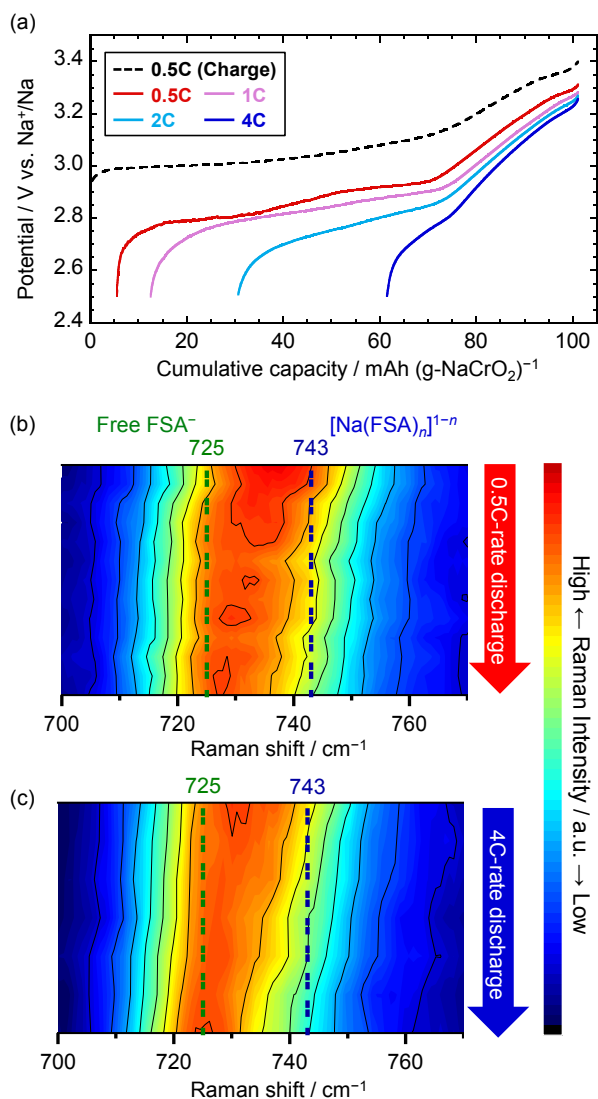 (a)
3.4
3.2
3.0
2.8
2.6
2.4
Potential / V vs. Na⁺/Na
0.5C (Charge)
0.5C 1C
2C 4C
0 20 40 60 80 100
Cumulative capacity / mAh (g-NaCrO₂)⁻¹
(b)
Free FSA⁻ [Na(FSA)ₙ]¹⁻ⁿ
725 743
700 720 740 760
Raman shift / cm⁻¹
0.5C-rate discharge
(c)
725 743
700 720 740 760
Raman shift / cm⁻¹
4C-rate discharge
High ← Raman Intensity / a.u. → Low